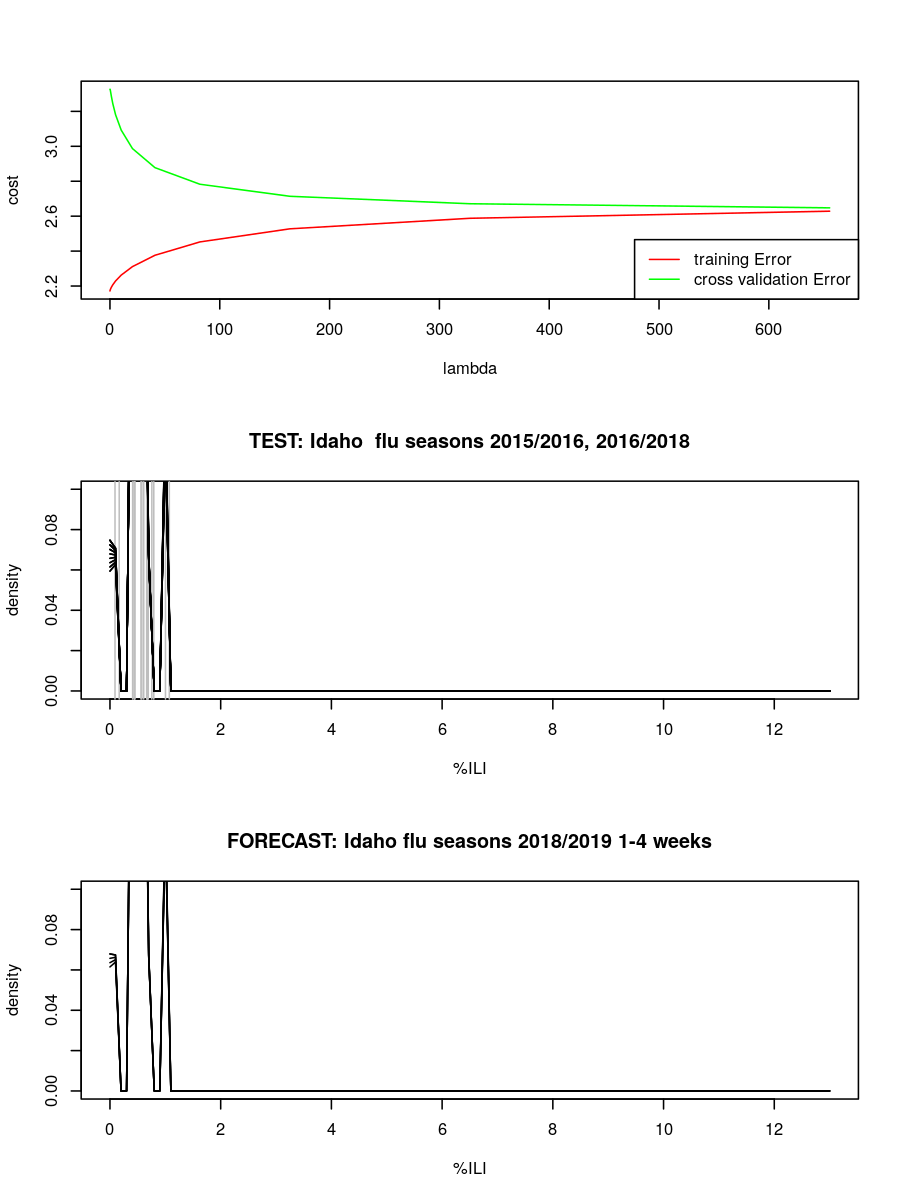 cost
2.2 2.6 3.0
training Error
cross validation Error
0 100 200 300 400 500 600
lambda
TEST: Idaho  flu seasons 2015/2016, 2016/2018
density
0.00 0.04 0.08
0 2 4 6 8 10 12
%ILI
FORECAST: Idaho flu seasons 2018/2019 1-4 weeks
density
0.00 0.04 0.08
0 2 4 6 8 10 12
%ILI